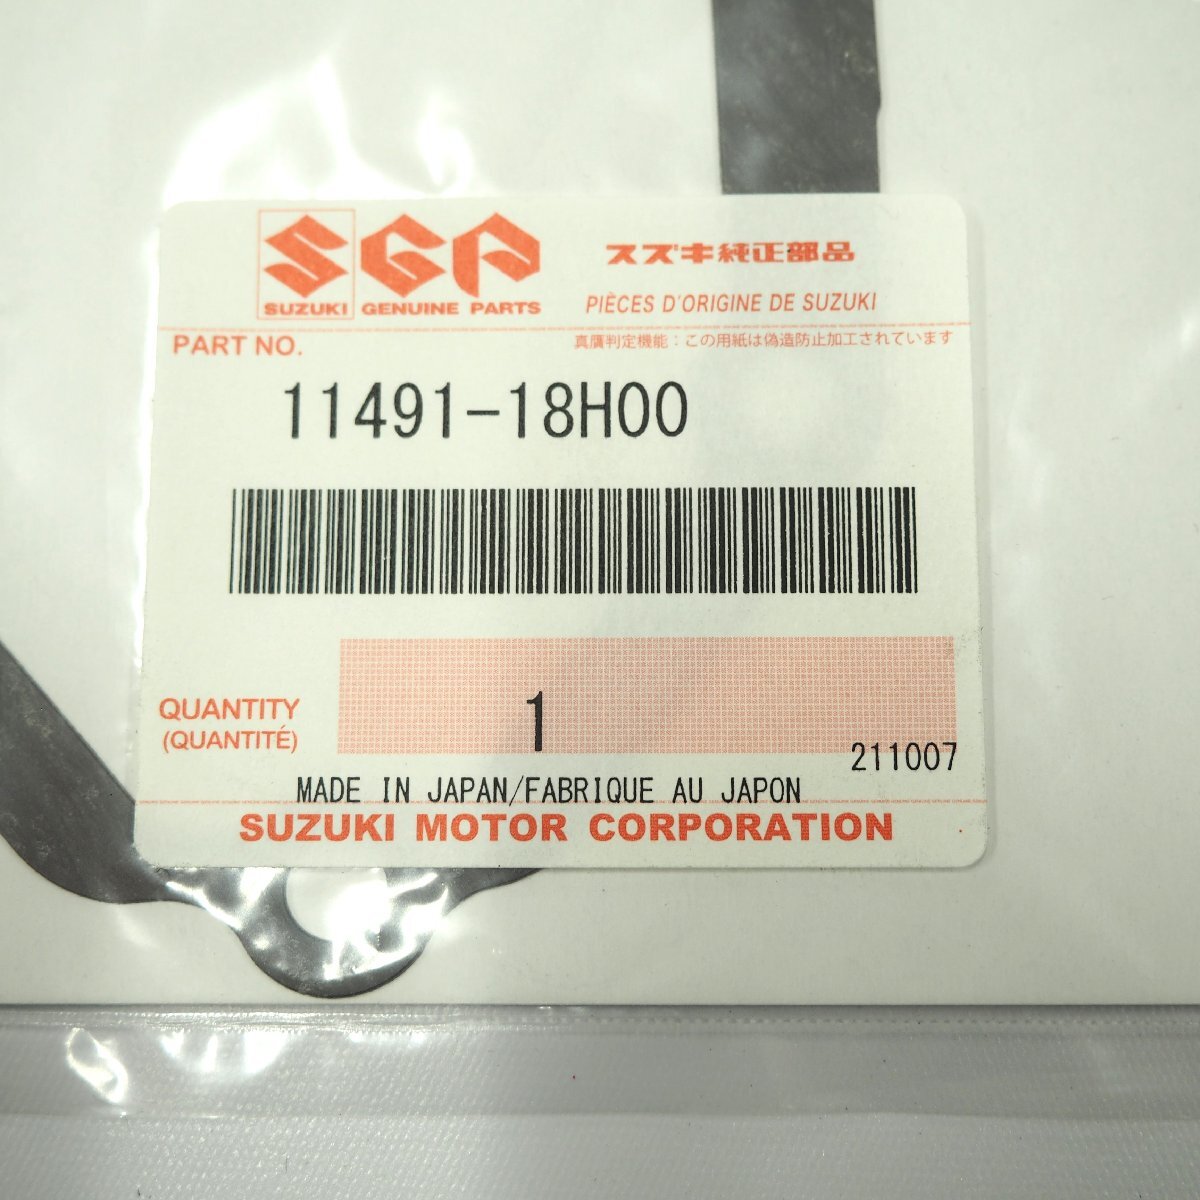 SGP
SUZUKI GENUINE PARTS
スズキ純正部品
PIÈCES D'ORIGINE DE SUZUKI
PART NO.
真贋判定機能：この用紙は偽造防止加工されています
11491-18H00
QUANTITY
(QUANTITÉ)
1
211007
MADE IN JAPAN/FABRIQUE AU JAPON
SUZUKI MOTOR CORPORATION